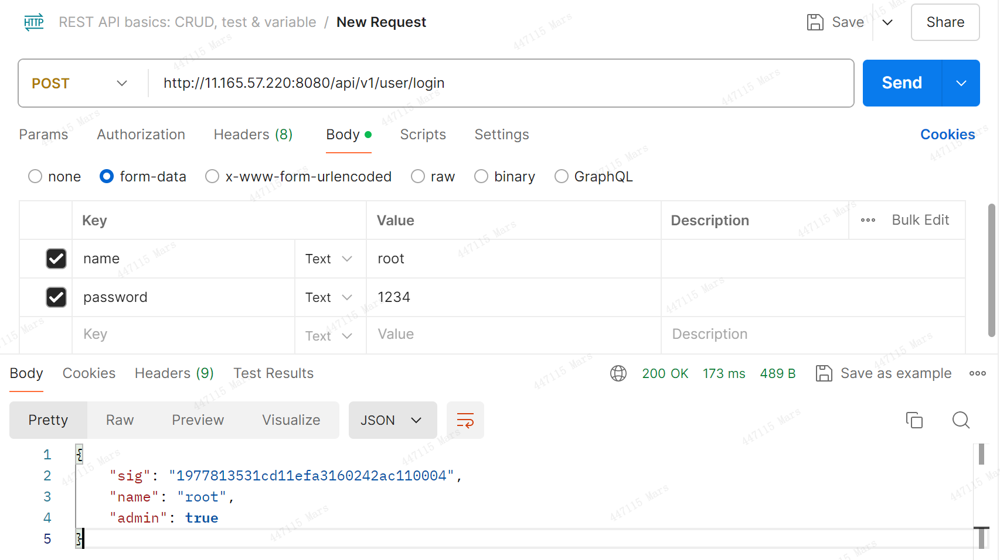 HTTP REST API basics: CRUD, test & variable / New Request Save Share
POST http://11.165.57.220:8080/api/v1/user/login Send
Params Authorization Headers (8) Body Scripts Settings Cookies
none form-data x-www-form-urlencoded raw binary GraphQL
Key Value Description Bulk Edit
name Text root
password Text 1234
Key Text Value Description
Body Cookies Headers (9) Test Results 200 OK 173 ms 489 B Save as example
Pretty Raw Preview Visualize JSON
1 {
2 "sig": "1977813531cd11efa3160242ac110004",
3 "name": "root",
4 "admin": true
5 }
447115 Mars